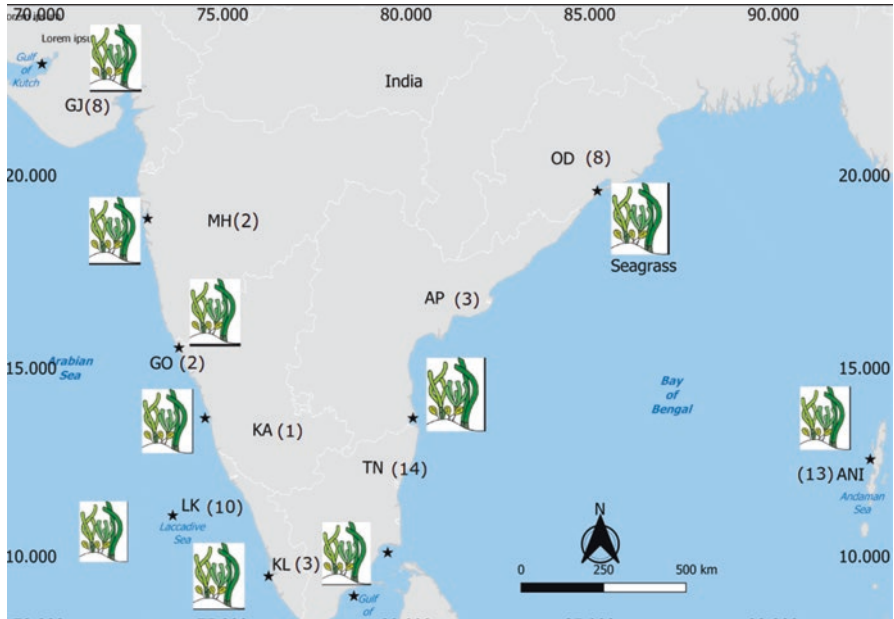 70.000 75.000 80.000 85.000 90.000
Lorem ipsu
Gulf
of
Kutch
GJ(8)
India
OD (8)
20.000 20.000
MH(2)
Seagrass
AP (3)
GO (2)
15.000 15.000
Arabian
Sea
Bay
of
Bengal
KA (1)
TN (14)
(13) ANI
Andaman
Sea
LK (10)
Laccadive
Sea
N
10.000 10.000
KL (3)
0 250 500 km
Gulf
of